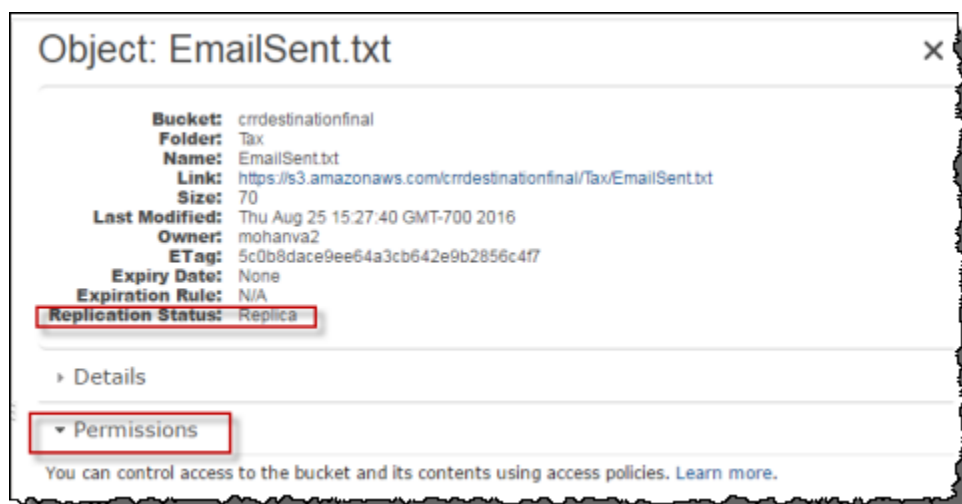 Object: EmailSent.txt
Bucket: crrdestinationfinal
Folder: Tax
Name: EmailSent.txt
Link: https://s3.amazonaws.com/crrdestinationfinal/Tax/EmailSent.txt
Size: 70
Last Modified: Thu Aug 25 15:27:40 GMT-700 2016
Owner: mohanva2
ETag: 5c0b8dace9ee64a3cb642e9b2856c4f7
Expiry Date: None
Expiration Rule: N/A
Replication Status: Replica
Details
Permissions
You can control access to the bucket and its contents using access policies. Learn more.